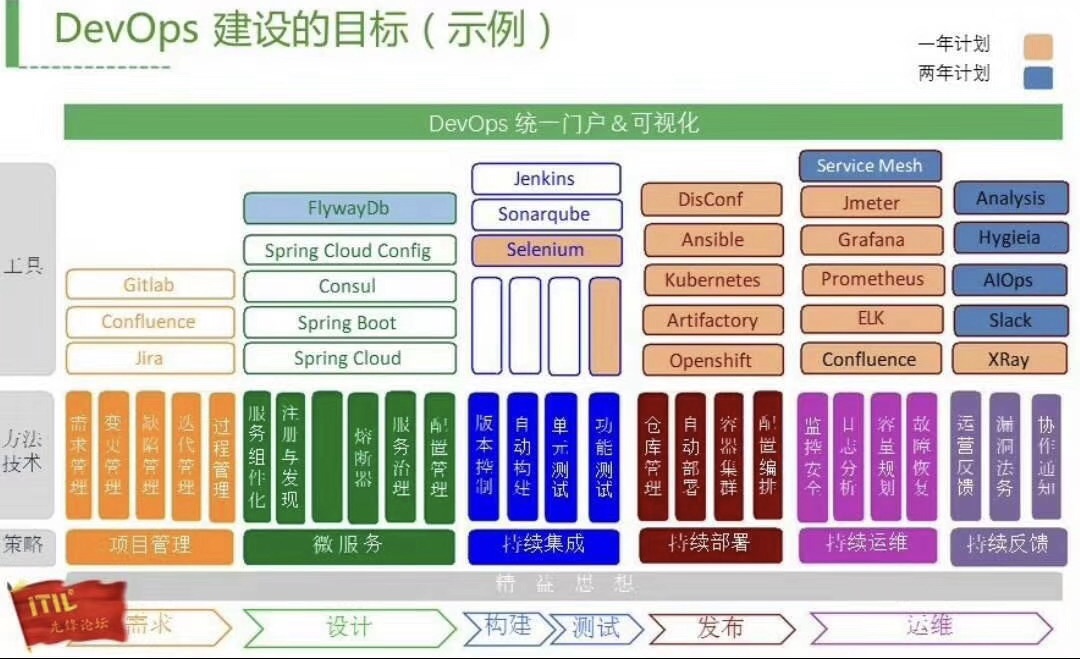 DevOps 建设的目标（示例）
一年计划
两年计划
DevOps 统一门户＆可视化
工具
Gitlab
Confluence
Jira
FlywayDb
Spring Cloud Config
Consul
Spring Boot
Spring Cloud
Jenkins
Sonarqube
Selenium
DisConf
Ansible
Kubernetes
Artifactory
Openshift
Service Mesh
Jmeter
Grafana
Prometheus
ELK
Confluence
Analysis
Hygieia
AIOps
Slack
XRay
方法
技术
需求管理
变更管理
缺陷管理
迭代管理
过程管理
服务组件化
注册与发现
熔断器
服务治理
配置管理
版本控制
自动构建
单元测试
功能测试
仓库管理
自动部署
容器集群
配置编排
监控安全
日志分析
容量规划
故障恢复
运营反馈
漏洞法务
协作通知
策略
项目管理
微服务
持续集成
持续部署
持续运维
持续反馈
精益思想
iTIL
先锋论坛
需求
设计
构建
测试
发布
运维